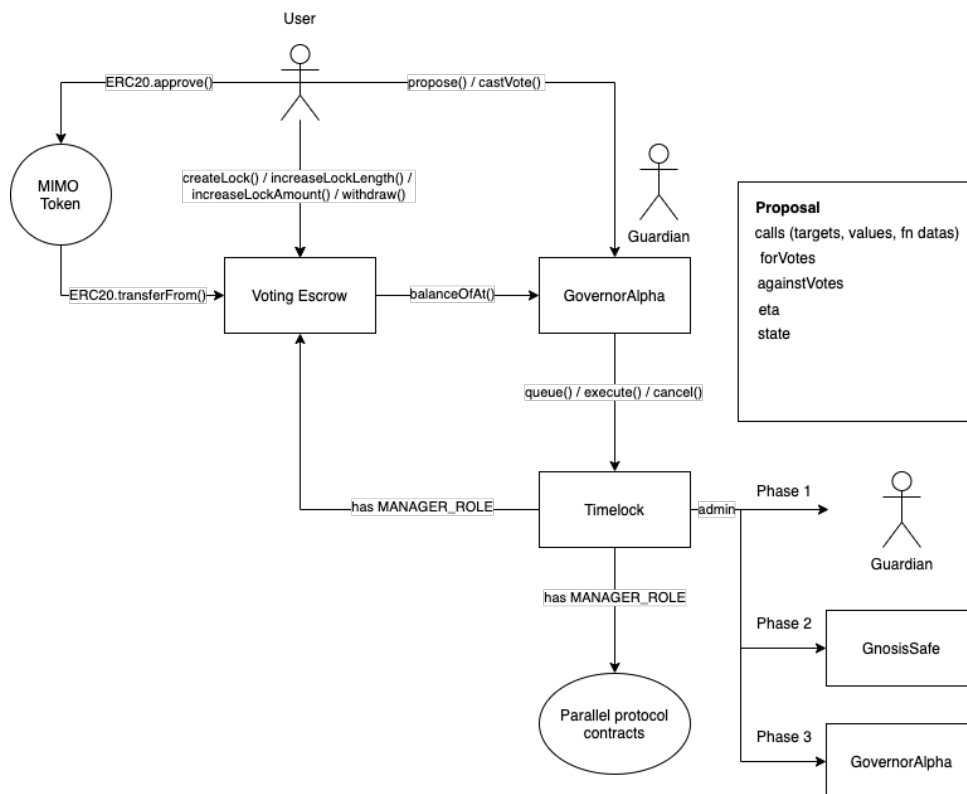 User
ERC20.approve()
propose() / castVote()
MIMO
Token
createLock() / increaseLockLength() /
increaseLockAmount() / withdraw()
Guardian
Proposal
calls (targets, values, fn datas)
forVotes
againstVotes
eta
state
ERC20.transferFrom()
Voting Escrow
balanceOfAt()
GovernorAlpha
queue() / execute() / cancel()
has MANAGER_ROLE
Timelock
admin
Phase 1
Guardian
has MANAGER_ROLE
Phase 2
GnosisSafe
Parallel protocol
contracts
Phase 3
GovernorAlpha